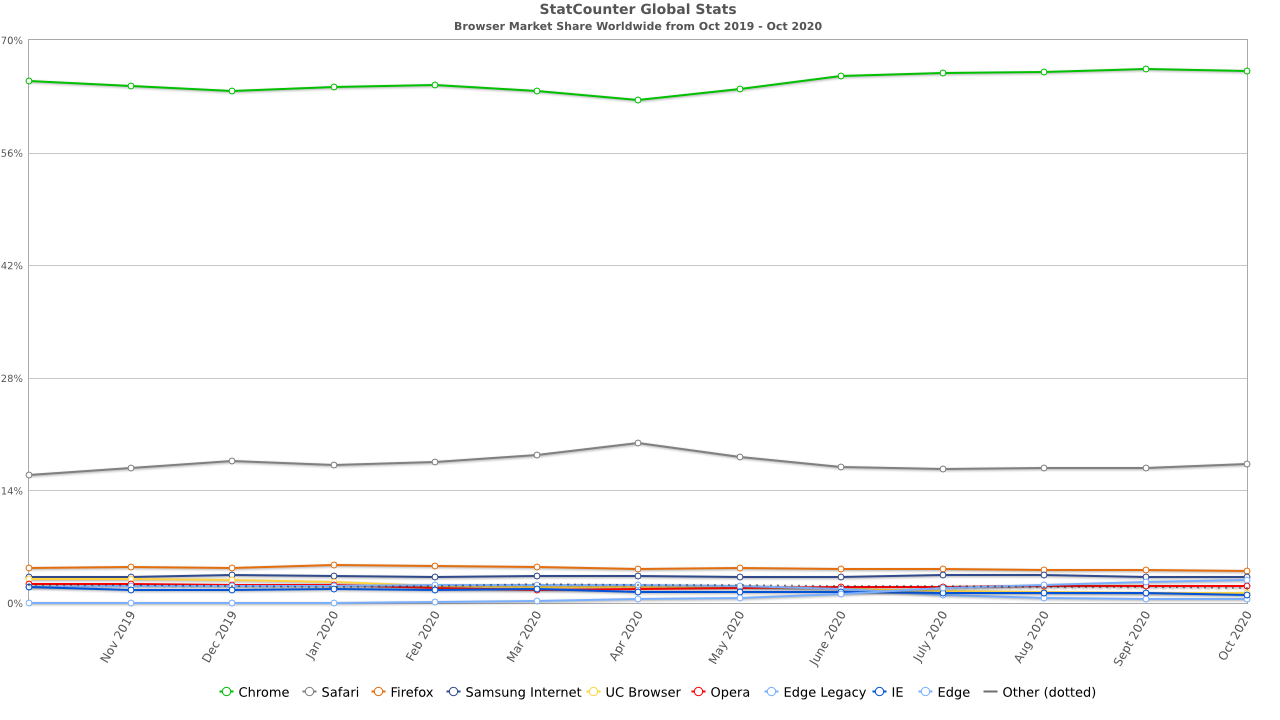 StatCounter Global Stats
Browser Market Share Worldwide from Oct 2019 - Oct 2020
70%
56%
42%
28%
14%
0%
Nov 2019 Dec 2019 Jan 2020 Feb 2020 Mar 2020 Apr 2020 May 2020 June 2020 July 2020 Aug 2020 Sept 2020 Oct 2020
Chrome Safari Firefox Samsung Internet UC Browser Opera Edge Legacy IE Edge Other (dotted)